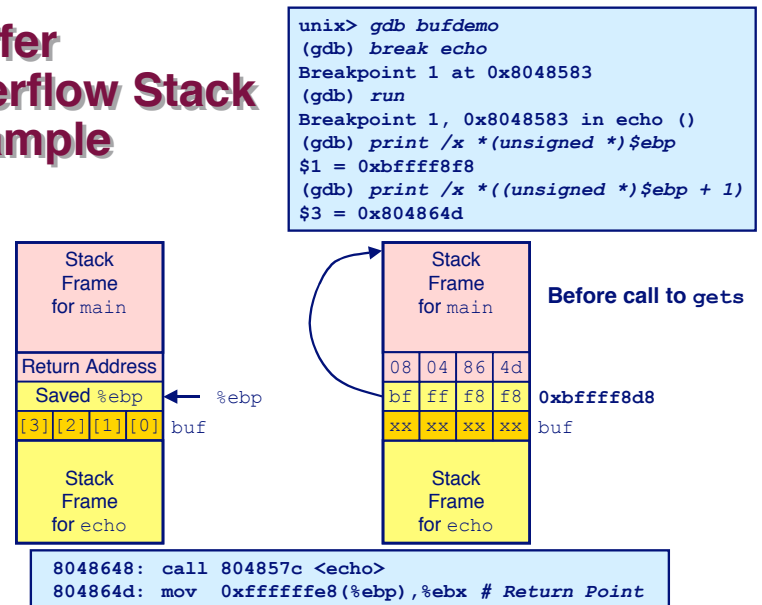 fer
erflow Stack
ample
unix> gdb bufdemo
(gdb) break echo
Breakpoint 1 at 0x8048583
(gdb) run
Breakpoint 1, 0x8048583 in echo ()
(gdb) print /x *(unsigned *)$ebp
$1 = 0xbffff8f8
(gdb) print /x *((unsigned *)$ebp + 1)
$3 = 0x804864d
Stack
Frame
for main
Return Address
Saved %ebp
%ebp
[3] [2] [1] [0]
buf
Stack
Frame
for echo
Stack
Frame
for main
Before call to gets
08 04 86 4d
bf ff f8 f8
0xbffff8d8
xx xx xx xx
buf
Stack
Frame
for echo
8048648: call 804857c <echo>
804864d: mov 0xffffffe8(%ebp),%ebx # Return Point